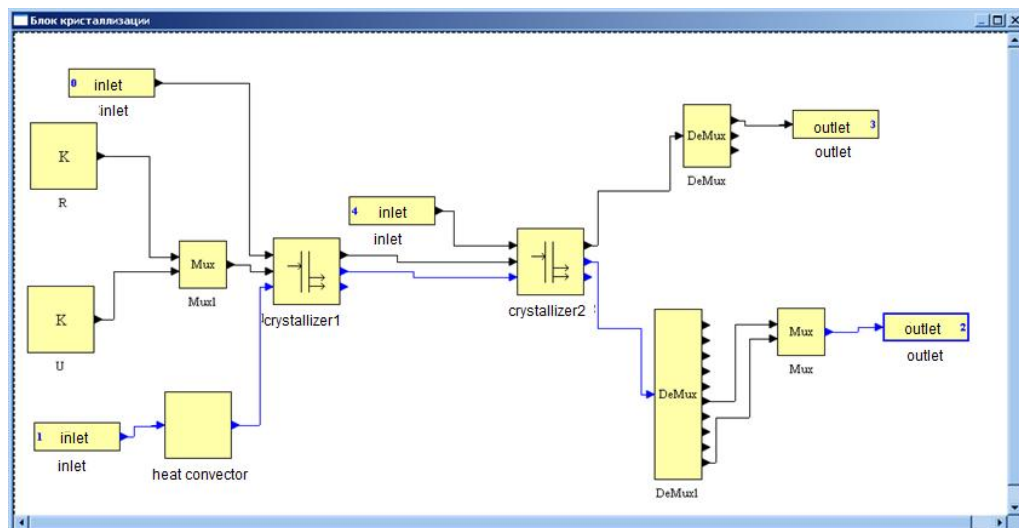 Блок кристаллизации
0 inlet
inlet
K
R
K
U
Mux
Mux1
1 inlet
inlet
heat convector
crystallizer1
4 inlet
inlet
crystallizer2
DeMux
DeMux
outlet 3
outlet
DeMux
DeMux1
Mux
Mux
outlet 2
outlet